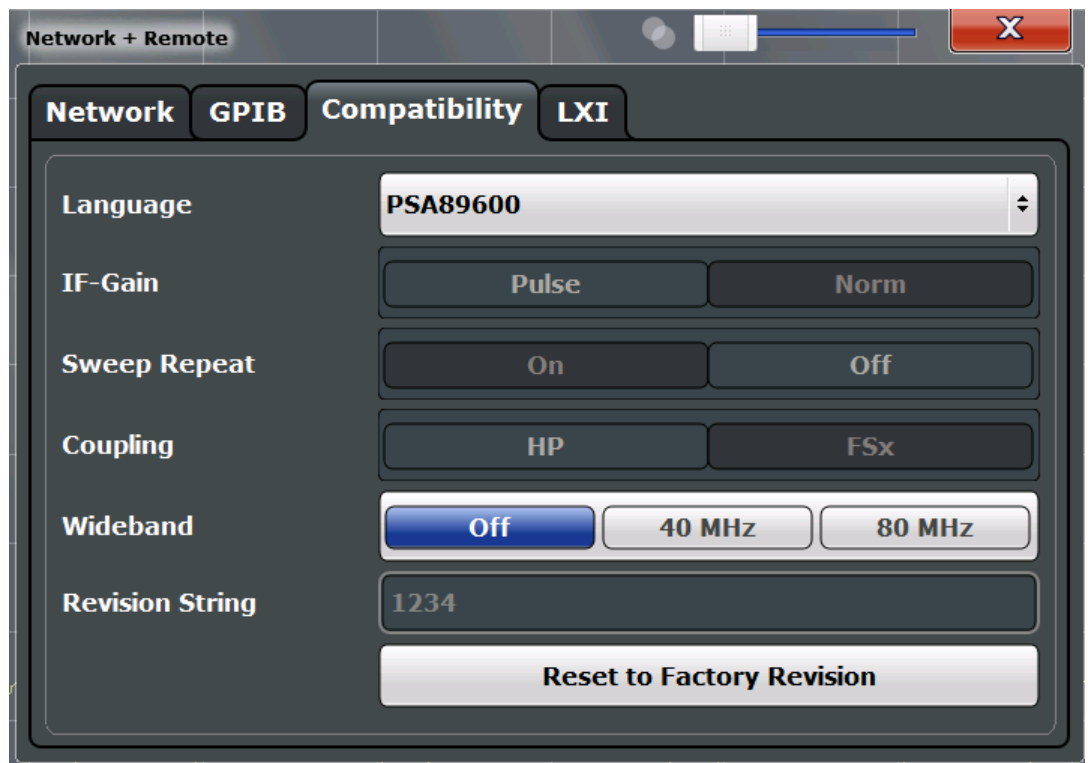 Network + Remote X
Network GPIB Compatibility LXI
Language PSA89600
IF-Gain Pulse Norm
Sweep Repeat On Off
Coupling HP FSx
Wideband Off 40 MHz 80 MHz
Revision String 1234
Reset to Factory Revision